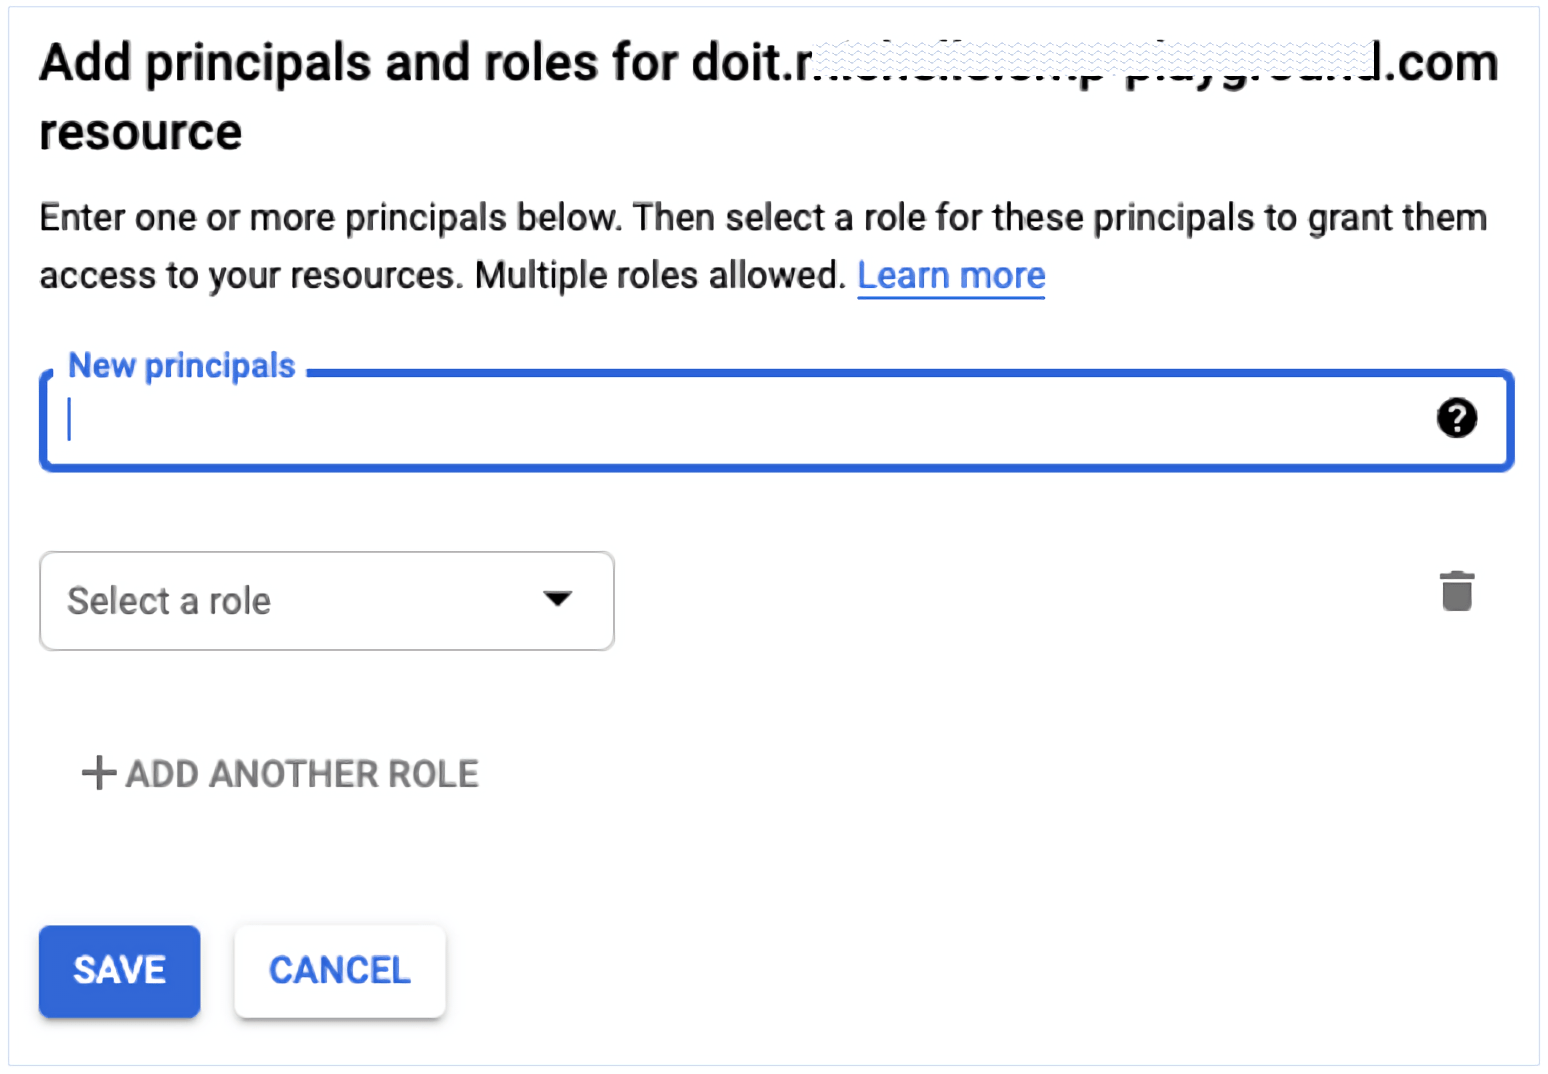 Add principals and roles for doit. .com
resource
Enter one or more principals below. Then select a role for these principals to grant them
access to your resources. Multiple roles allowed. Learn more
New principals
Select a role
ADD ANOTHER ROLE
SAVE CANCEL